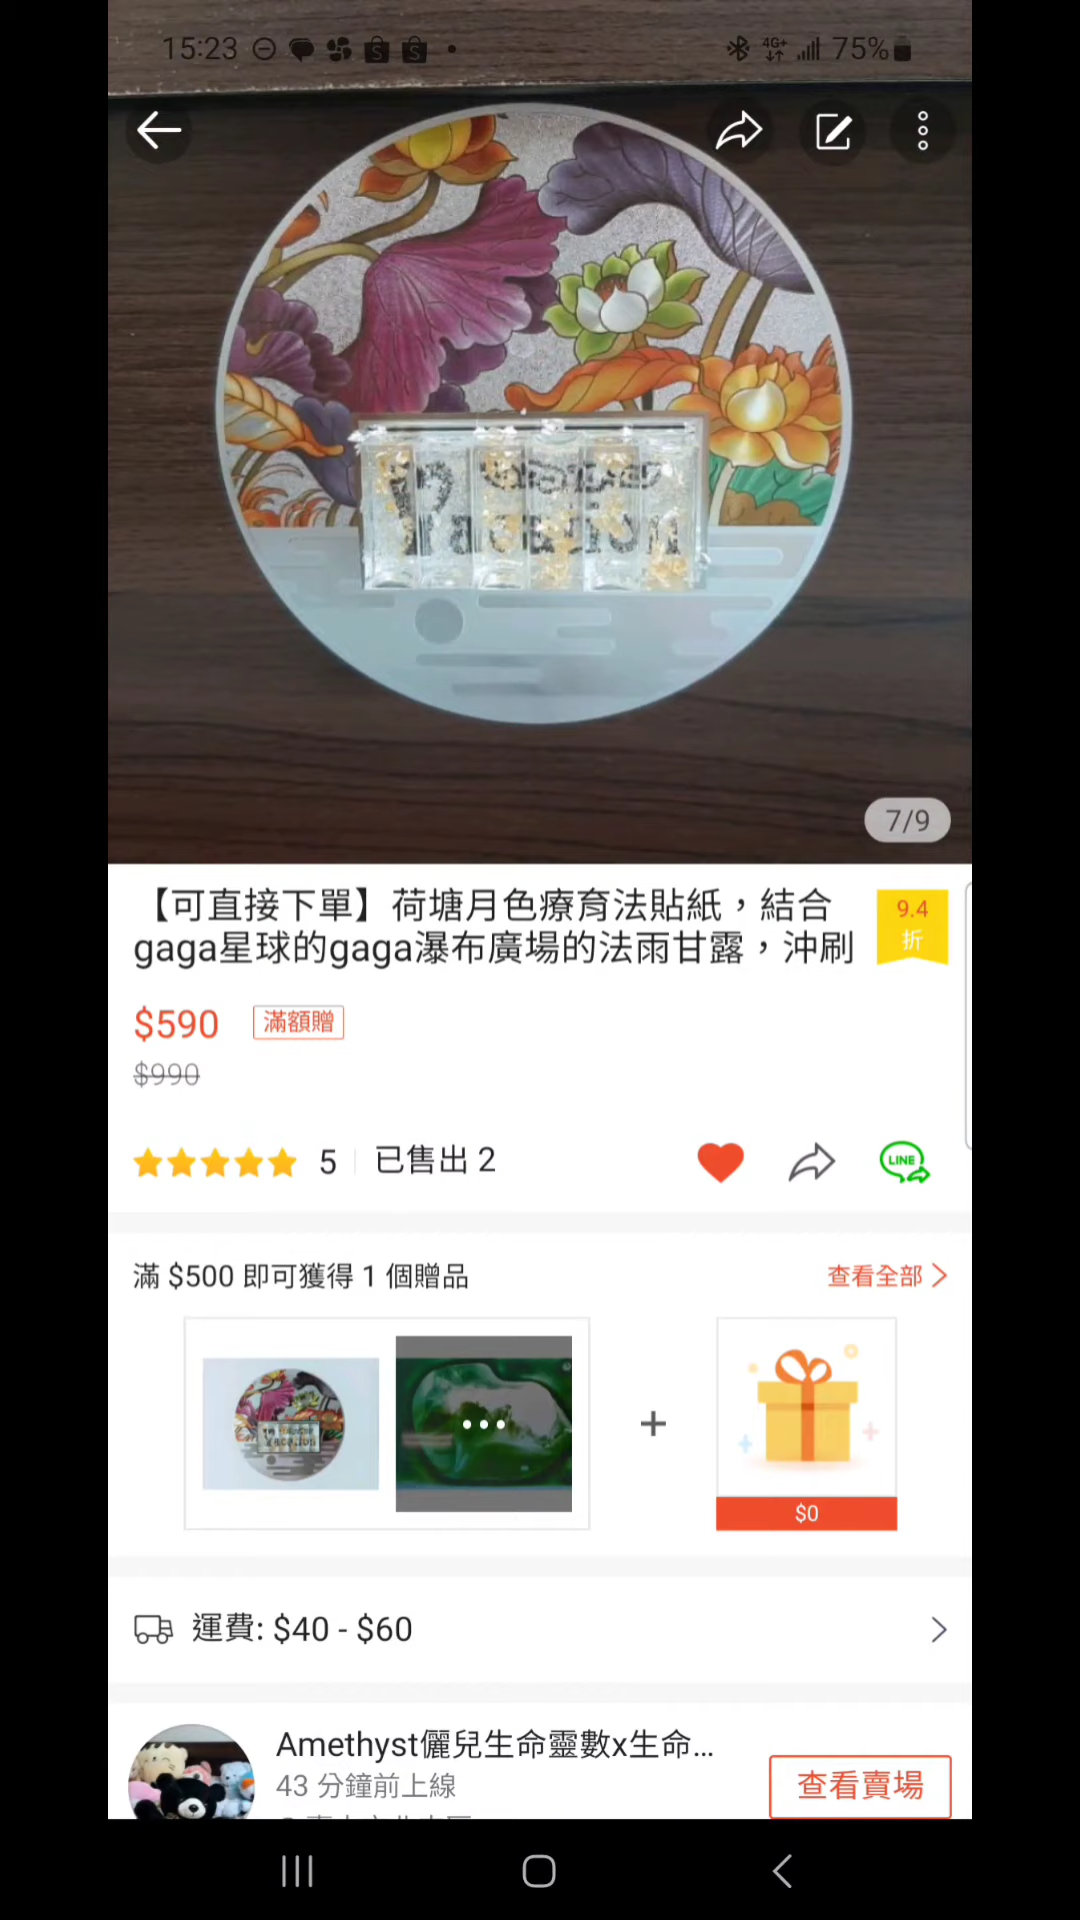 15:23
4G+
75%
Vacation
7/9
【可直接下單】荷塘月色療育法貼紙，結合
gaga星球的gaga瀑布廣場的法雨甘露，沖刷
9.4
折
$590
滿額贈
$990
5
已售出 2
LINE
滿 $500 即可獲得 1 個贈品
查看全部
+
$0
運費: $40 - $60
Amethyst儷兒生命靈數x生命...
43 分鐘前上線
查看賣場